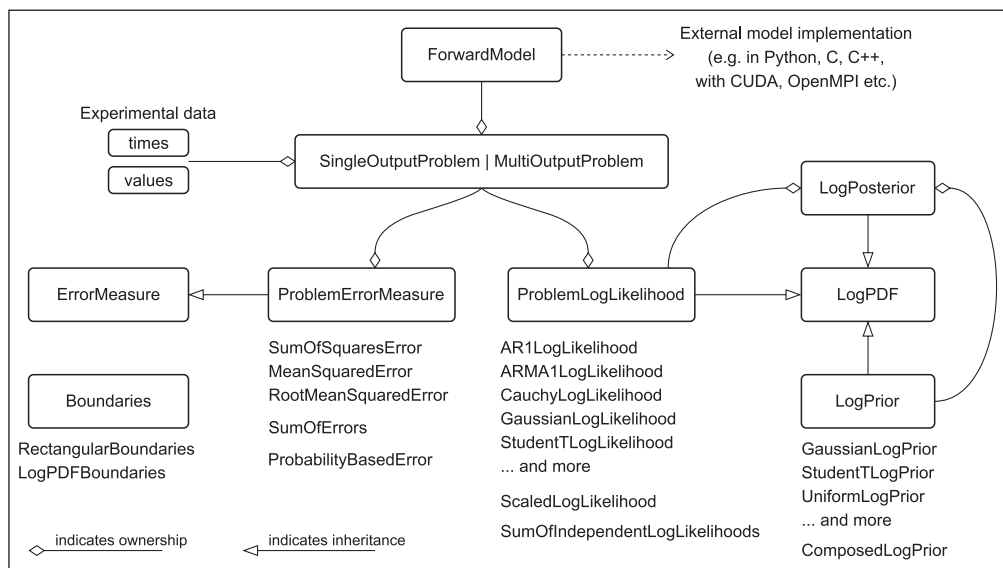 ForwardModel
External model implementation
(e.g. in Python, C, C++,
with CUDA, OpenMPI etc.)
Experimental data
times
values
SingleOutputProblem | MultiOutputProblem
LogPosterior
ErrorMeasure
ProblemErrorMeasure
ProblemLogLikelihood
LogPDF
SumOfSquaresError
MeanSquaredError
RootMeanSquaredError
SumOfErrors
ProbabilityBasedError
AR1LogLikelihood
ARMA1LogLikelihood
CauchyLogLikelihood
GaussianLogLikelihood
StudentTLogLikelihood
... and more
ScaledLogLikelihood
SumOfIndependentLogLikelihoods
Boundaries
RectangularBoundaries
LogPDFBoundaries
LogPrior
GaussianLogPrior
StudentTLogPrior
UniformLogPrior
... and more
ComposedLogPrior
indicates ownership
indicates inheritance